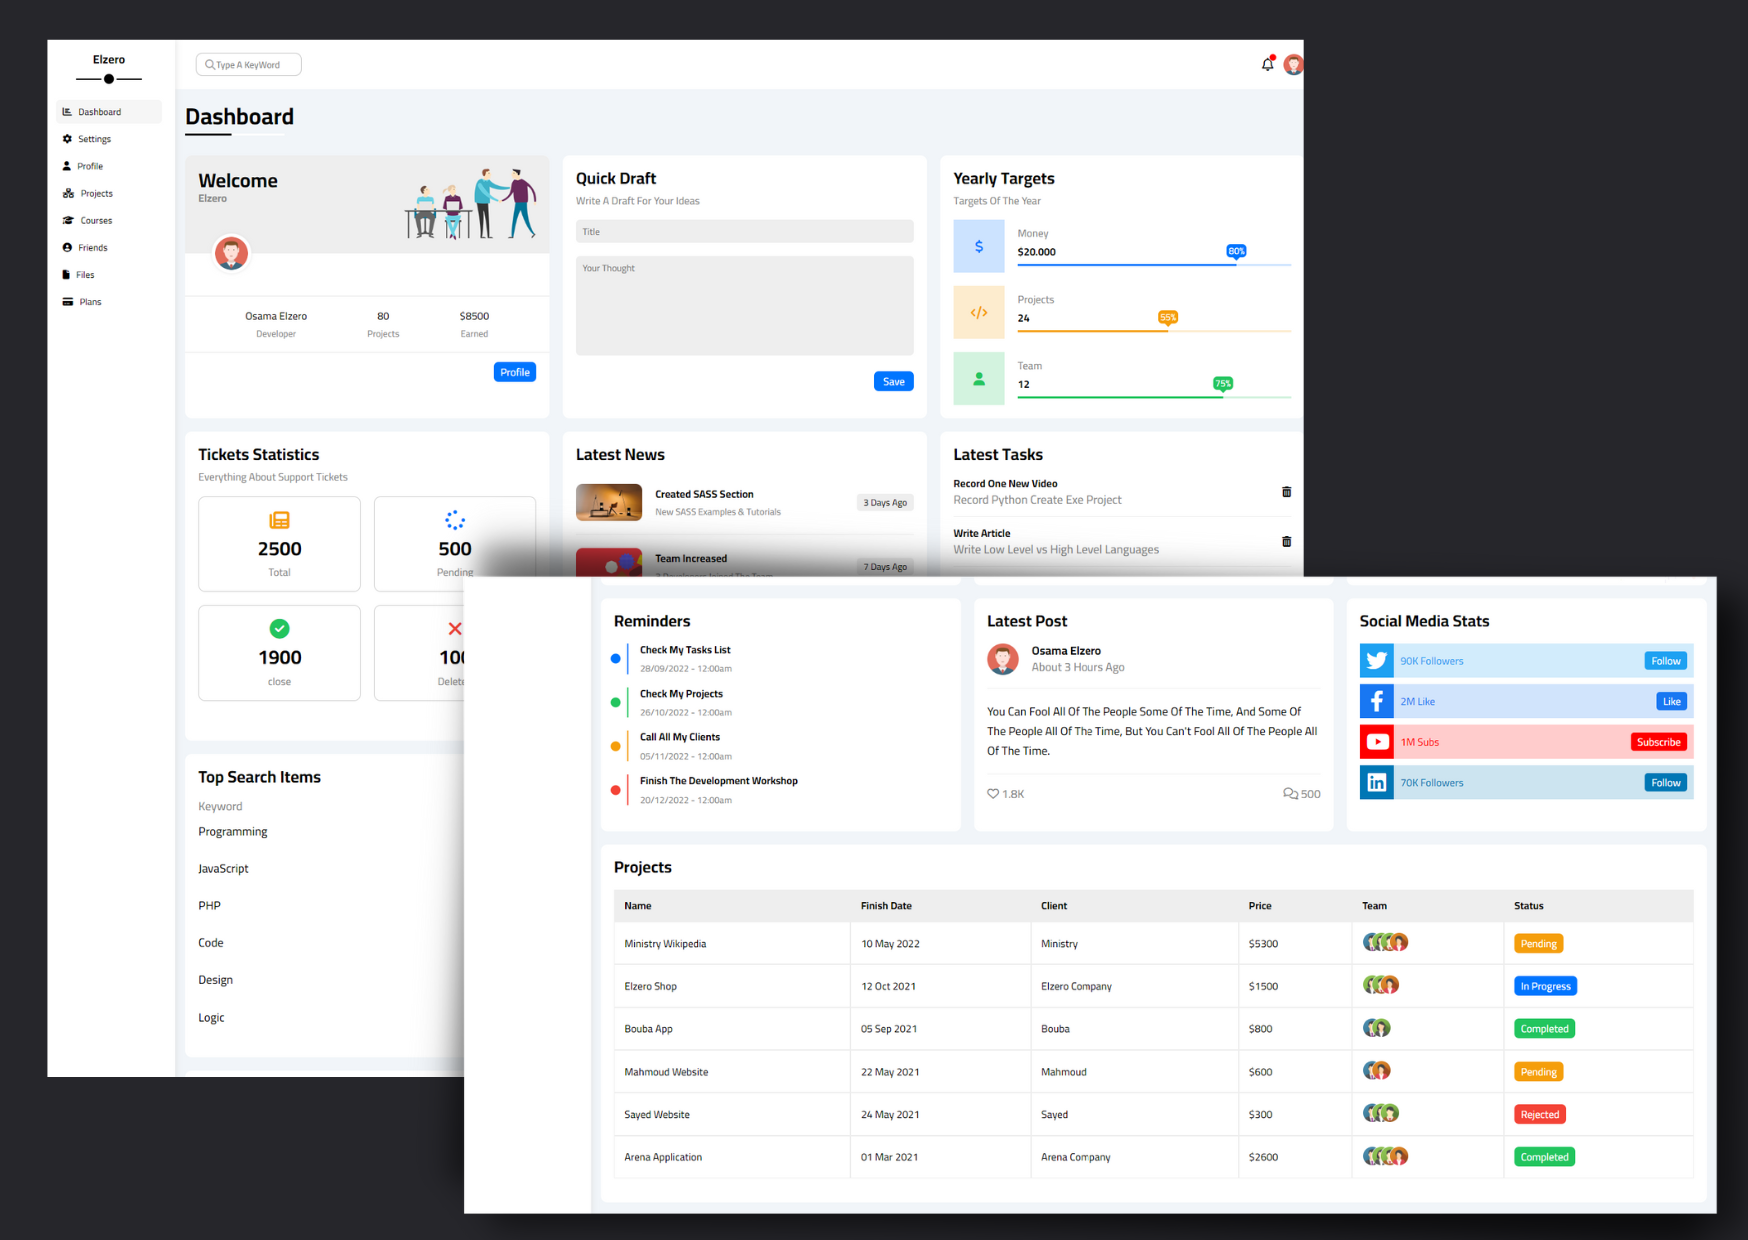 Elzero
Type A KeyWord
Dashboard
Settings
Profile
Projects
Courses
Friends
Files
Plans
Dashboard
Welcome
Elzero
Osama Elzero
Developer
80
Projects
$8500
Earned
Profile
Quick Draft
Write A Draft For Your Ideas
Title
Your Thought
Save
Yearly Targets
Targets Of The Year
Money
$20.000
80%
Projects
24
55%
Team
12
75%
Tickets Statistics
Everything About Support Tickets
2500
Total
500
Pending
1900
close
Latest News
Created SASS Section
New SASS Examples & Tutorials
3 Days Ago
Team Increased
7 Days Ago
Latest Tasks
Record One New Video
Record Python Create Exe Project
Write Article
Write Low Level vs High Level Languages
Top Search Items
Keyword
Programming
JavaScript
PHP
Code
Design
Logic
Reminders
Check My Tasks List
28/09/2022 - 12:00am
Check My Projects
26/10/2022 - 12:00am
Call All My Clients
05/11/2022 - 12:00am
Finish The Development Workshop
20/12/2022 - 12:00am
Latest Post
Osama Elzero
About 3 Hours Ago
You Can Fool All Of The People Some Of The Time, And Some Of
The People All Of The Time, But You Can't Fool All Of The People All
Of The Time.
1.8K
500
Social Media Stats
90K Followers
Follow
2M Like
Like
1M Subs
Subscribe
70K Followers
Follow
Projects
Name Finish Date Client Price Team Status
Ministry Wikipedia 10 May 2022 Ministry $5300 Pending
Elzero Shop 12 Oct 2021 Elzero Company $1500 In Progress
Bouba App 05 Sep 2021 Bouba $800 Completed
Mahmoud Website 22 May 2021 Mahmoud $600 Pending
Sayed Website 24 May 2021 Sayed $300 Rejected
Arena Application 01 Mar 2021 Arena Company $2600 Completed